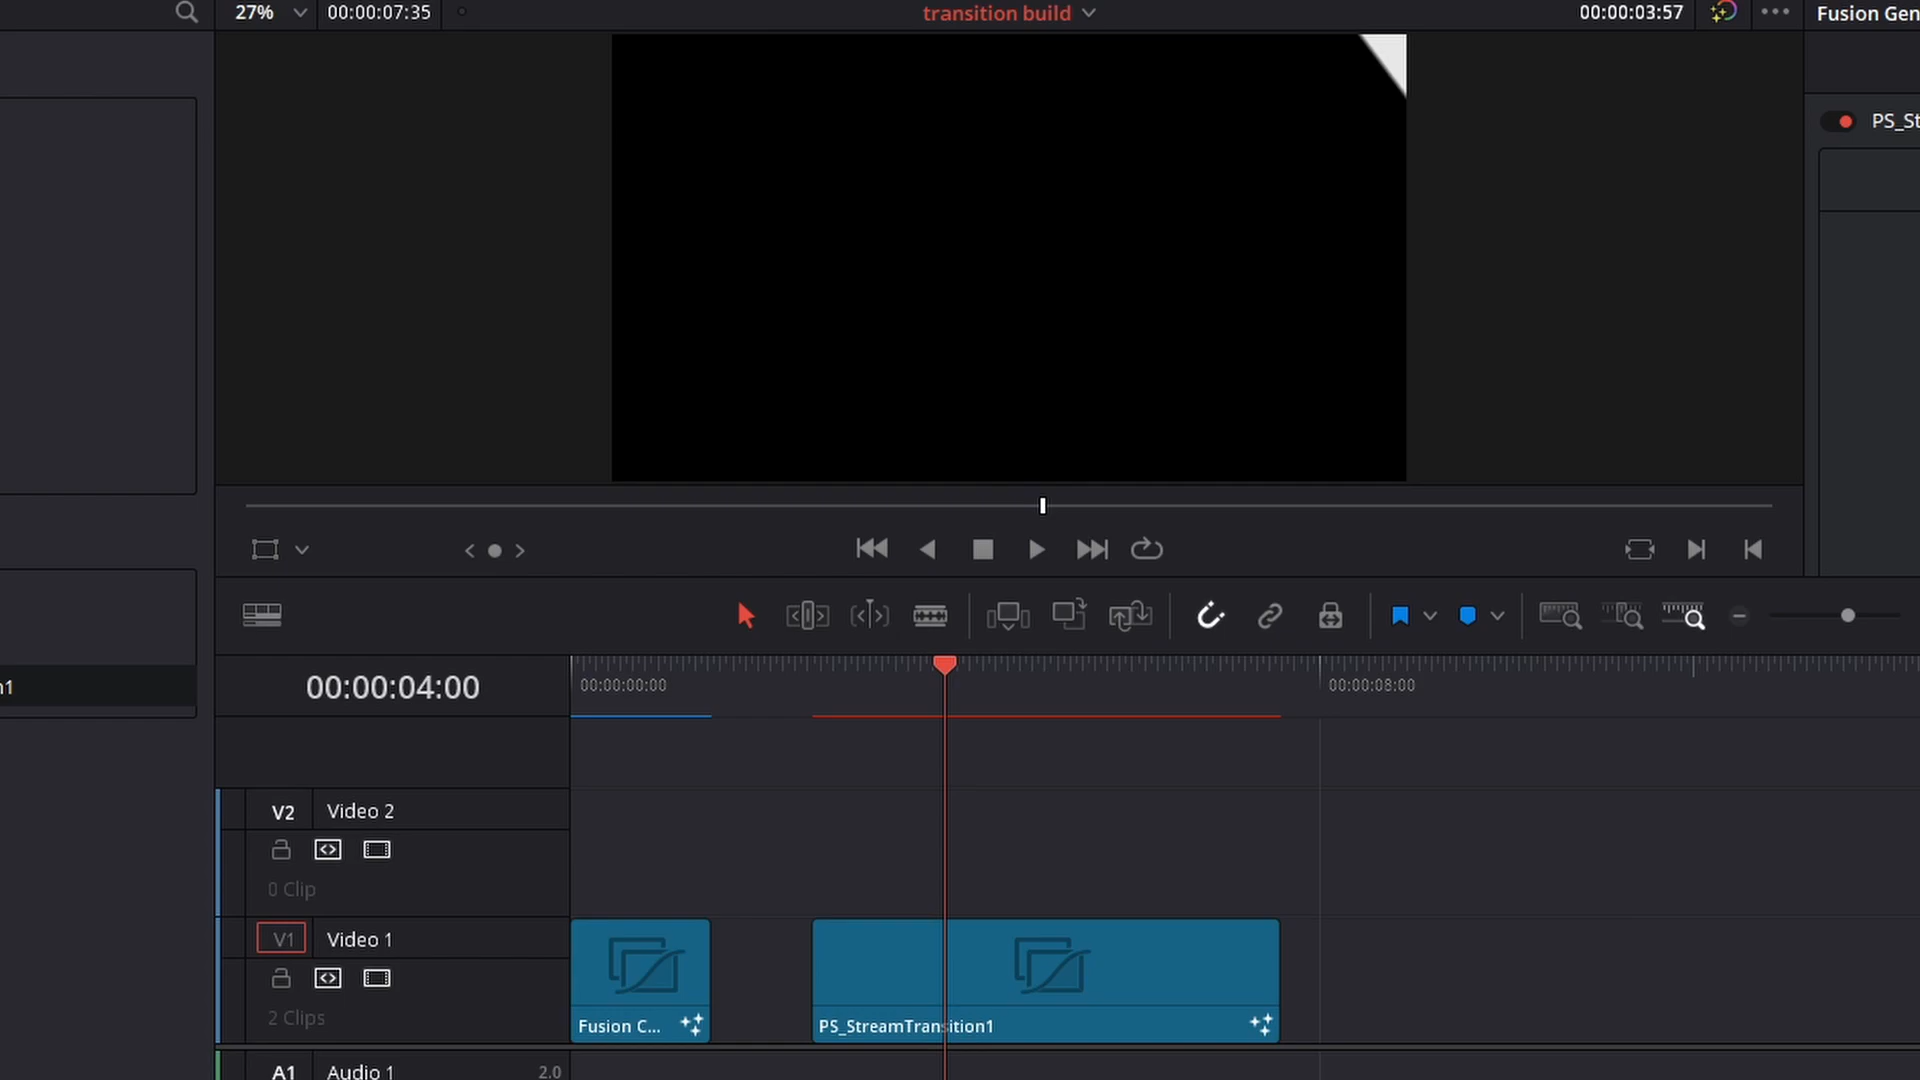 27%
00:00:07:35
transition build
00:00:03:57
Fusion Gen
PS_St
n1
00:00:04:00
00:00:00:00
00:00:08:00
V2
Video 2
0 Clip
V1
Video 1
2 Clips
Fusion C...
PS_StreamTransition1
A1
Audio 1
2.0